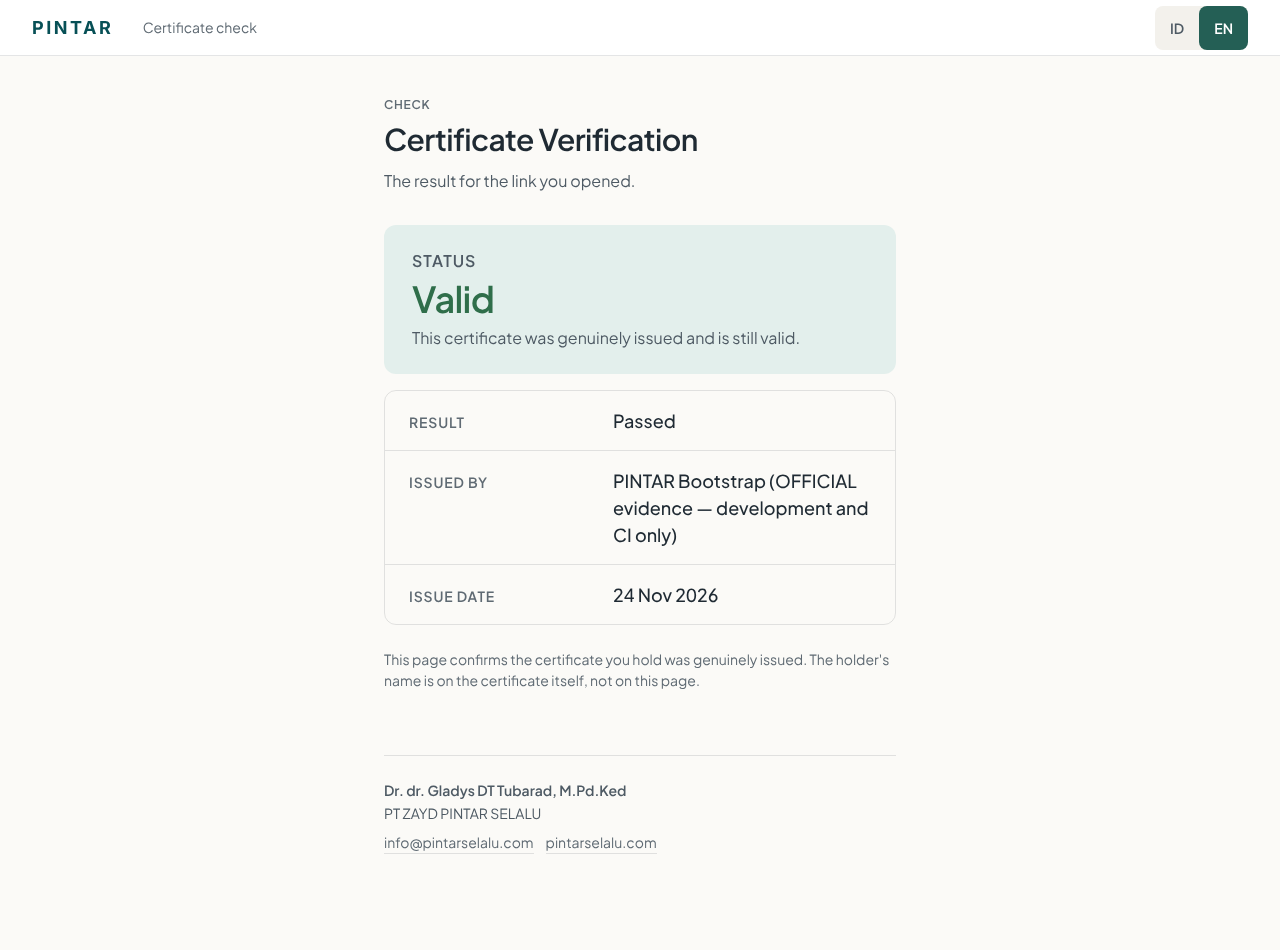 PINTAR
Certificate check
ID
EN
CHECK
Certificate Verification
The result for the link you opened.
STATUS
Valid
This certificate was genuinely issued and is still valid.
RESULT
Passed
ISSUED BY
PINTAR Bootstrap (OFFICIAL
evidence — development and
CI only)
ISSUE DATE
24 Nov 2026
This page confirms the certificate you hold was genuinely issued. The holder's
name is on the certificate itself, not on this page.
Dr. dr. Gladys DT Tubarad, M.Pd.Ked
PT ZAYD PINTAR SELALU
info@pintarselalu.com pintarselalu.com